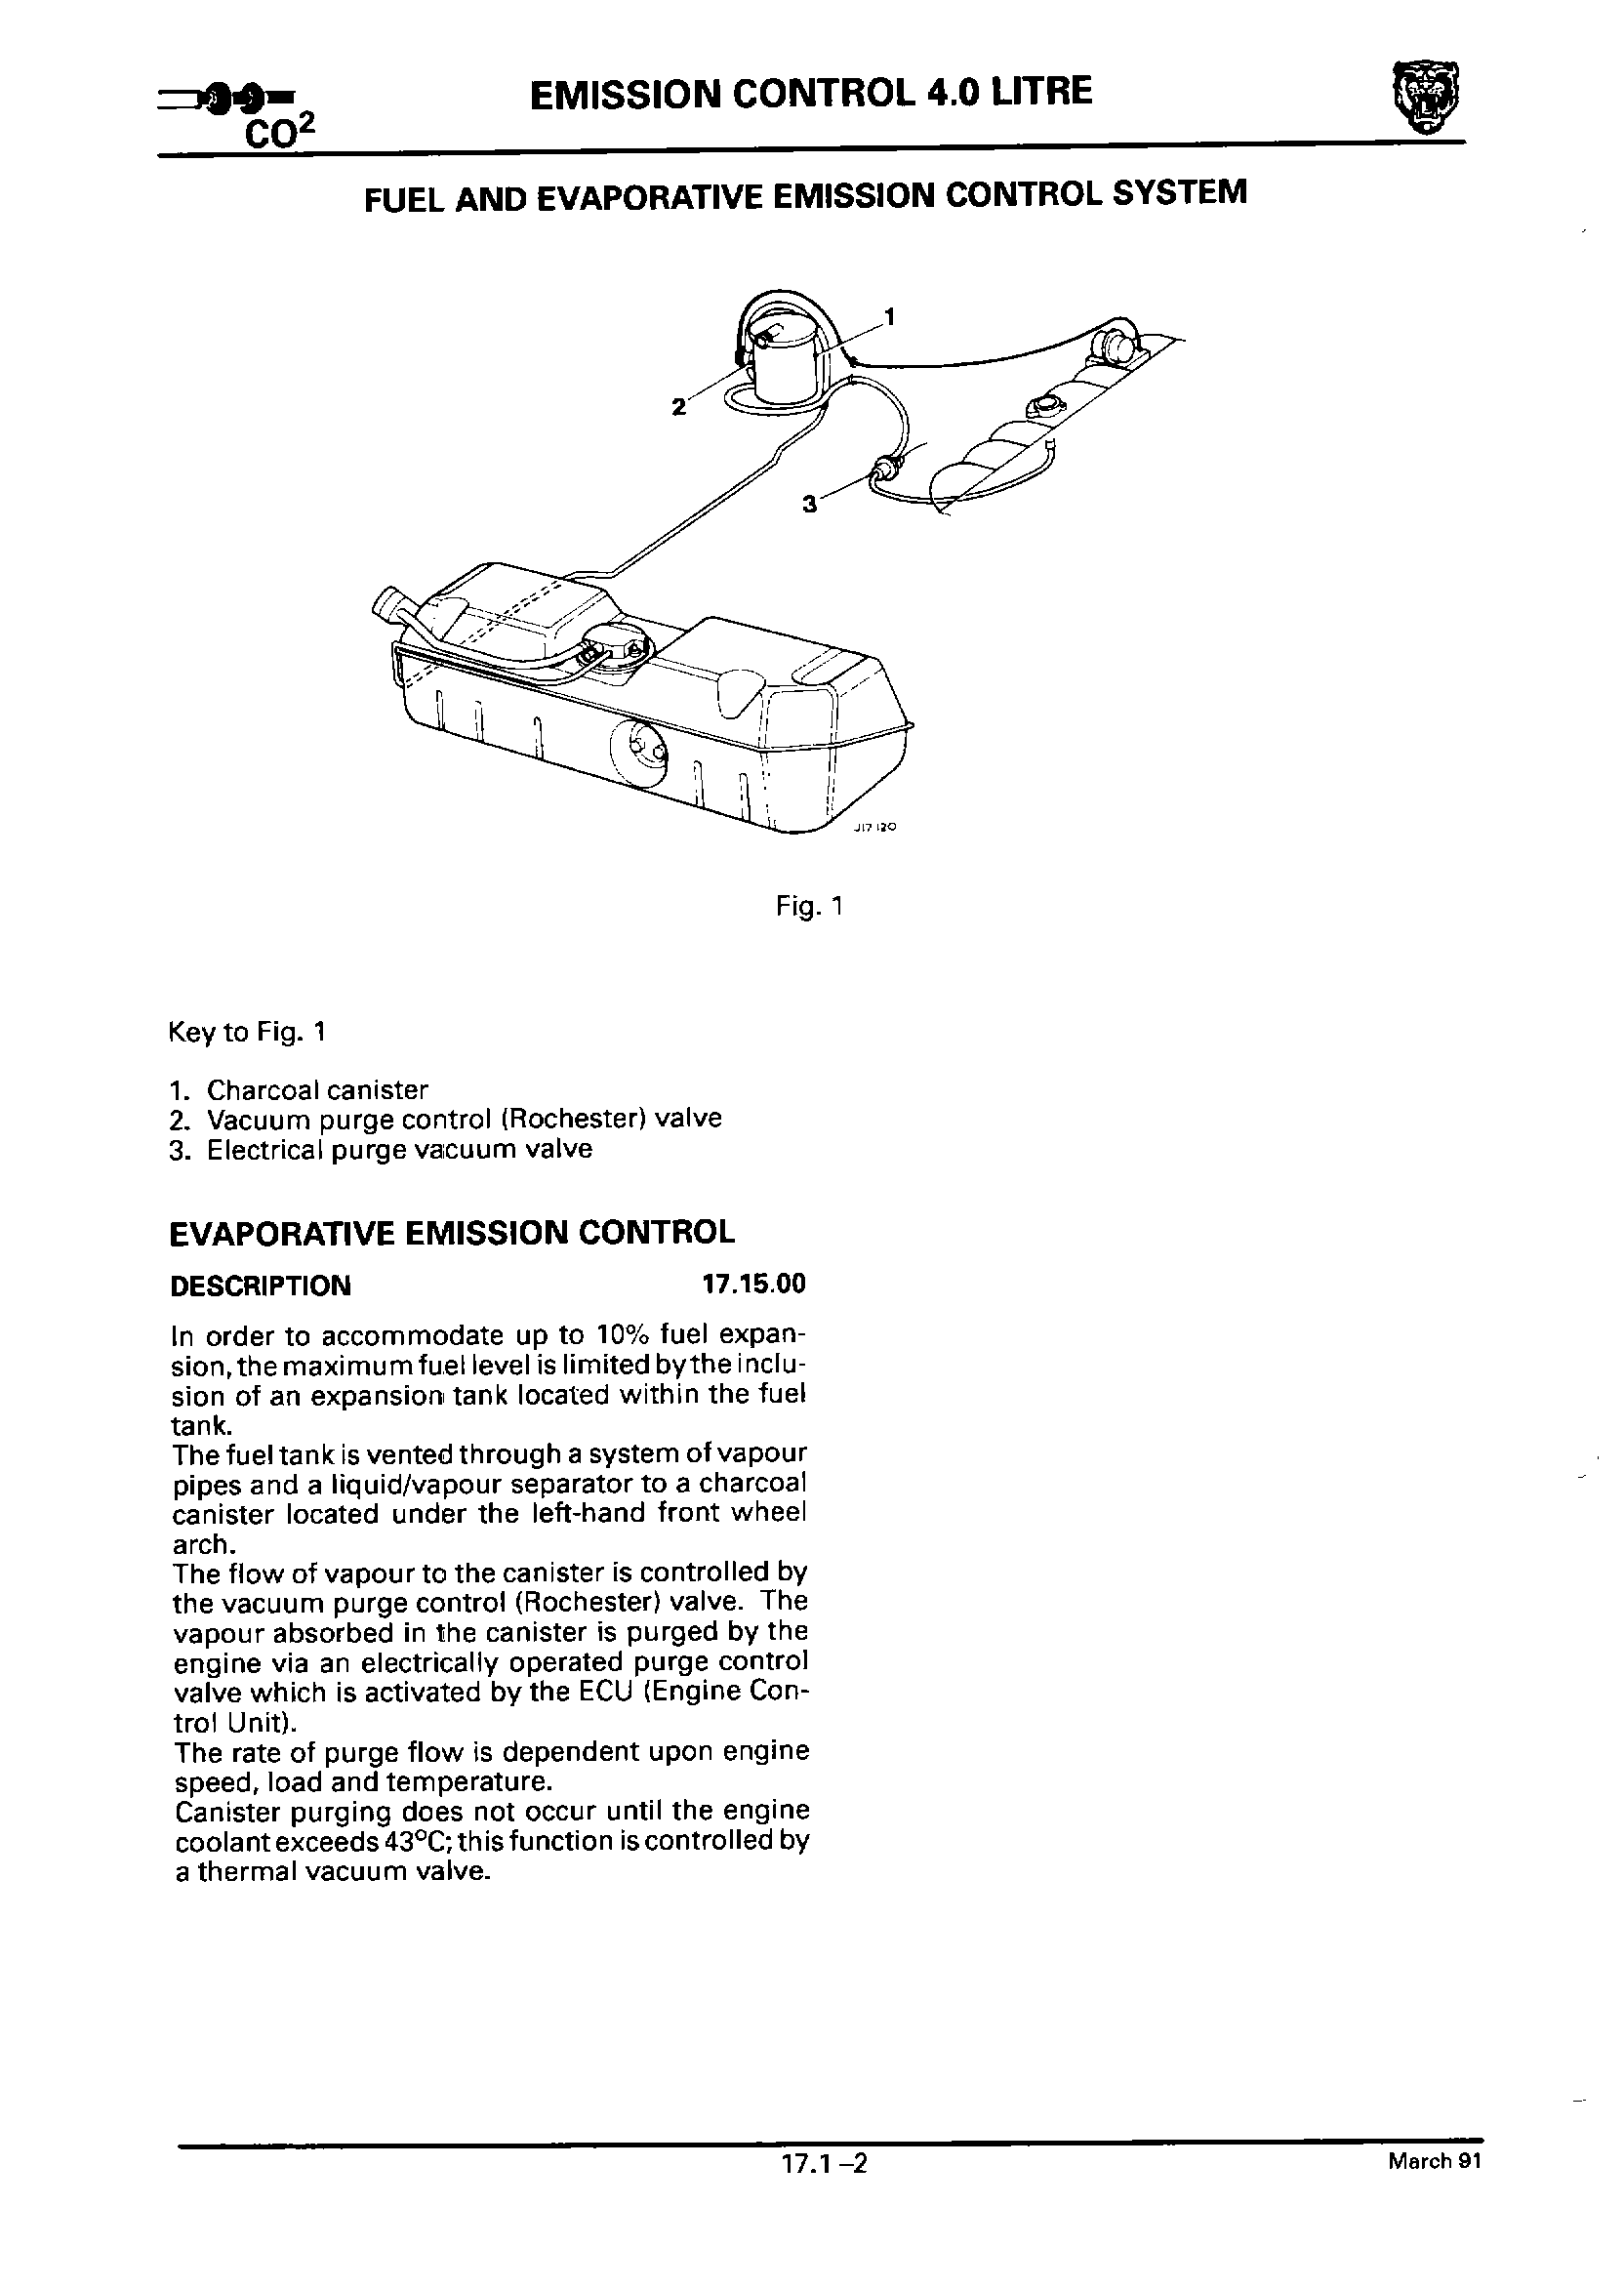 EMISSION CONTROL 4.0 LITRE
CO²
FUEL AND EVAPORATIVE EMISSION CONTROL SYSTEM
1
2
3
J17 120
Fig. 1
Key to Fig. 1
1. Charcoal canister
2. Vacuum purge control (Rochester) valve
3. Electrical purge vacuum valve
EVAPORATIVE EMISSION CONTROL
DESCRIPTION 17.15.00
In order to accommodate up to 10% fuel expan-
sion, the maximum fuel level is limited by the inclu-
sion of an expansion tank located within the fuel
tank.
The fuel tank is vented through a system of vapour
pipes and a liquid/vapour separator to a charcoal
canister located under the left-hand front wheel
arch.
The flow of vapour to the canister is controlled by
the vacuum purge control (Rochester) valve. The
vapour absorbed in the canister is purged by the
engine via an electrically operated purge control
valve which is activated by the ECU (Engine Con-
trol Unit).
The rate of purge flow is dependent upon engine
speed, load and temperature.
Canister purging does not occur until the engine
coolant exceeds 43°C; this function is controlled by
a thermal vacuum valve.
17.1–2
March 91